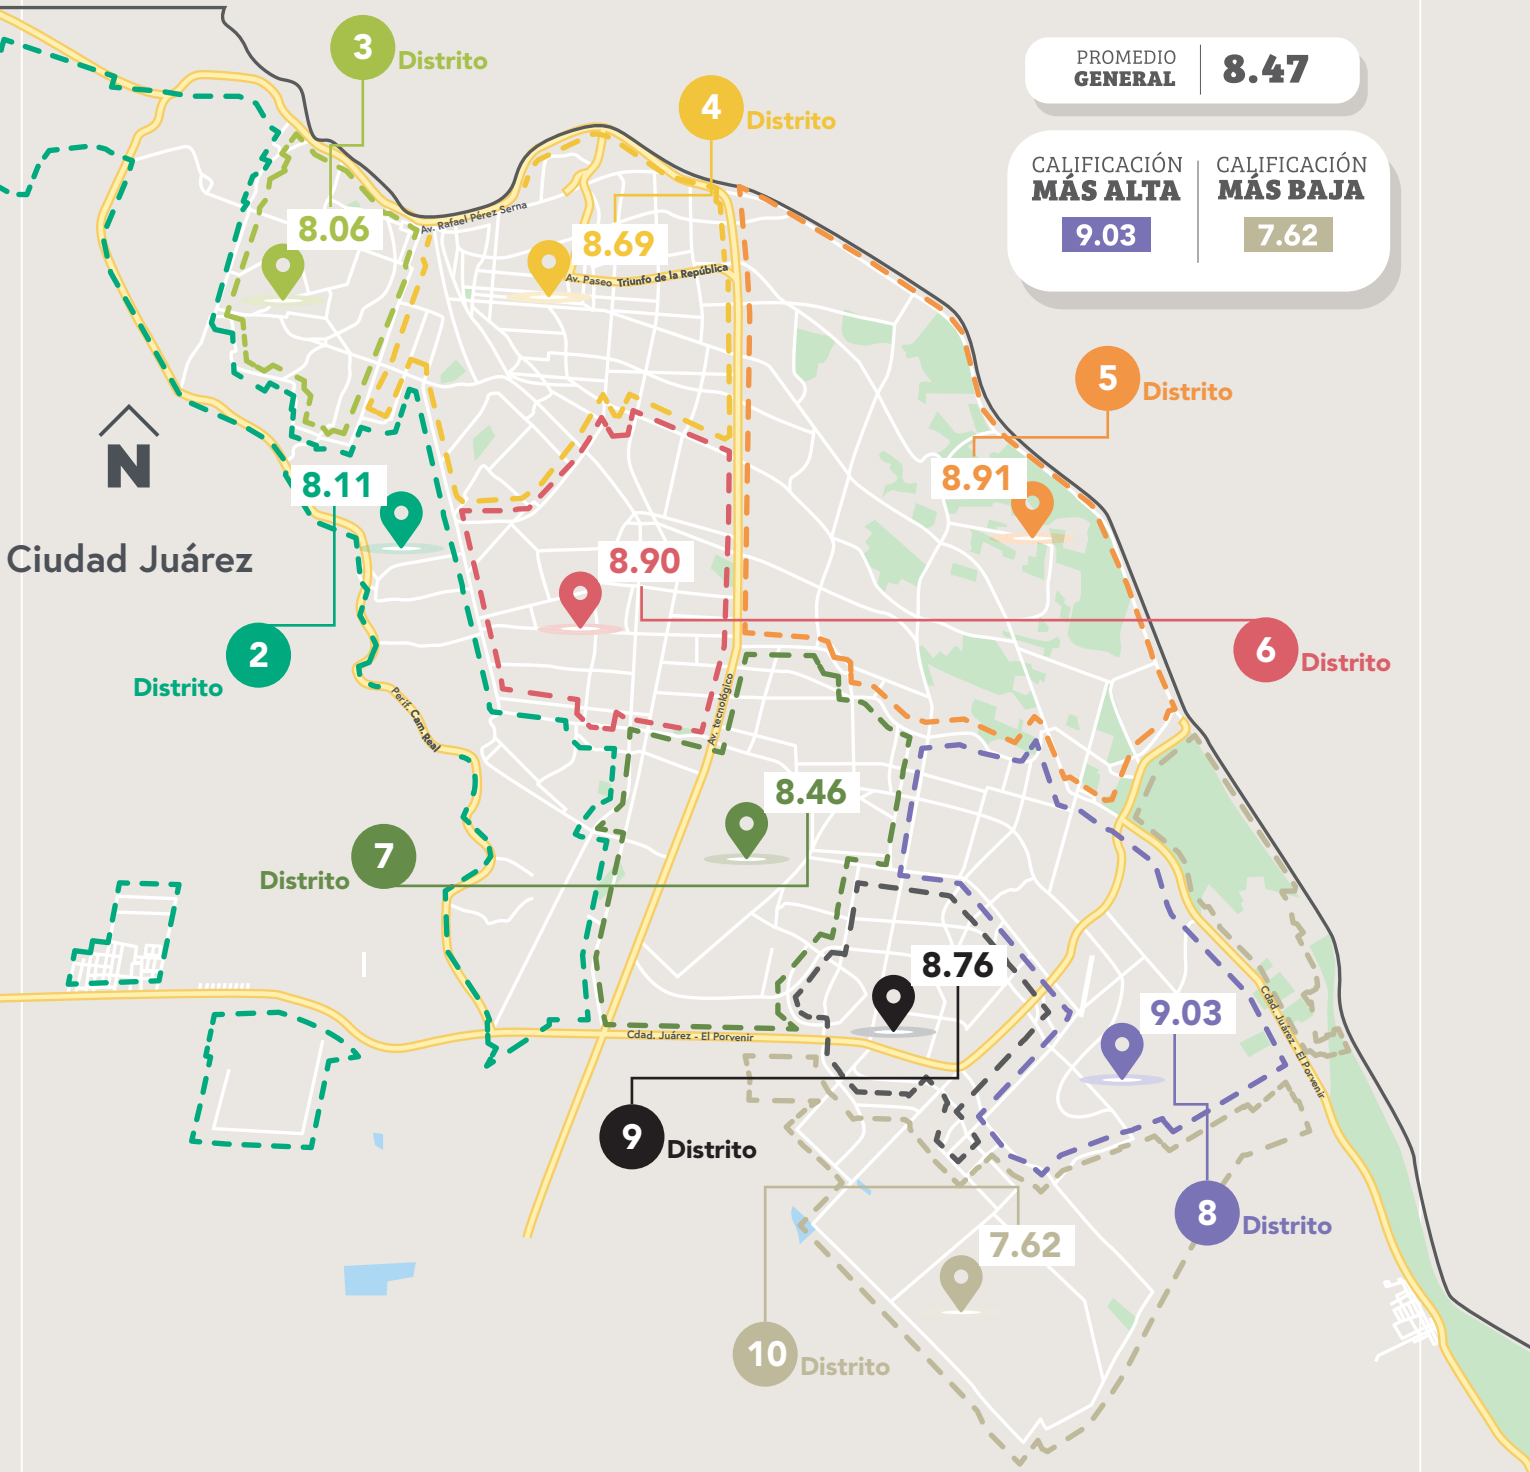 3 Distrito
4 Distrito
PROMEDIO
GENERAL
8.47
CALIFICACIÓN
MÁS ALTA
9.03
CALIFICACIÓN
MÁS BAJA
7.62
8.06
Av. Rafael Pérez Serna
8.69
Av. Paseo Triunfo de la República
5 Distrito
N
8.11
8.91
Ciudad Juárez
8.90
2
Distrito
6 Distrito
Perif. Cam. Real
Av. tecnológico
8.46
7
Distrito
8.76
9.03
Cdad. Juárez - El Porvenir
Cdad. Juárez - El Porvenir
9 Distrito
8 Distrito
7.62
10 Distrito